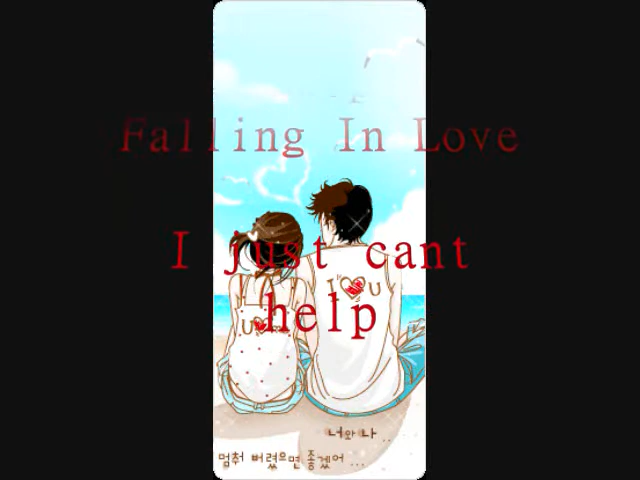 Falling In Love
I just cant
help
I U
U
너와 나 ..
멈춰 버렸으면 좋겠어 ...